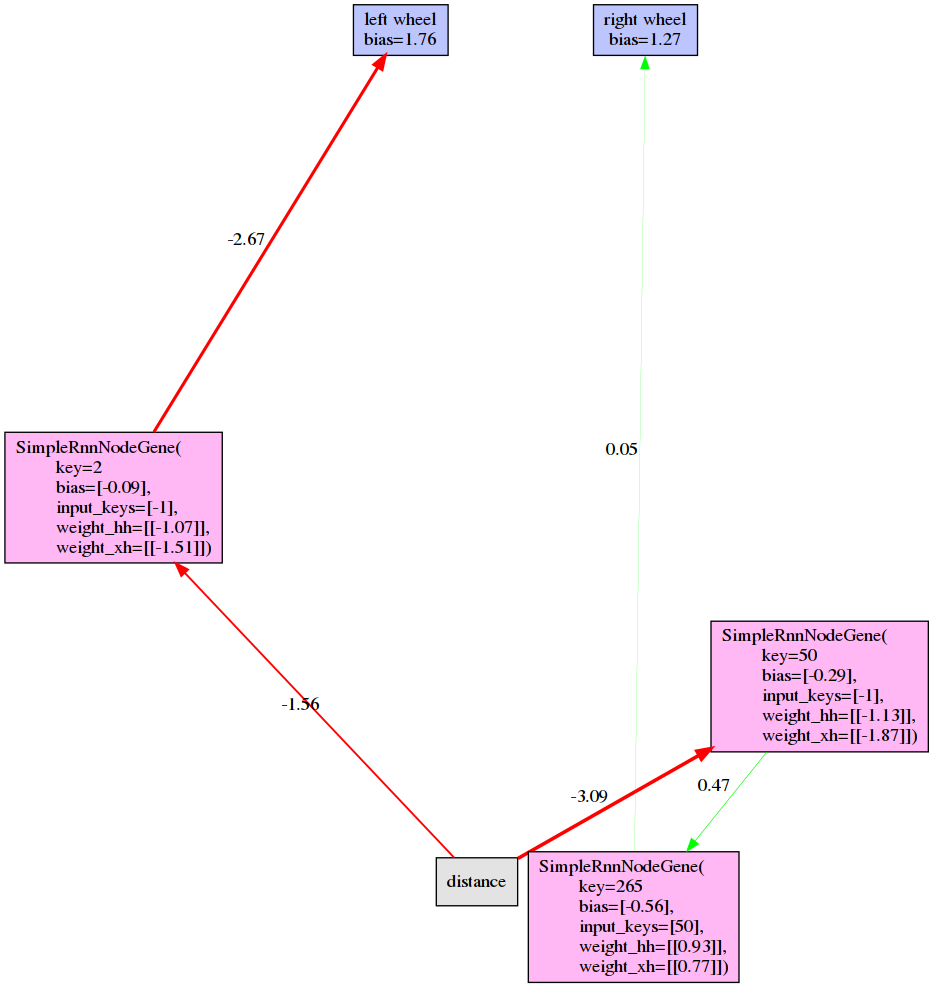 left wheel
bias=1.76
right wheel
bias=1.27
-2.67
0.05
SimpleRnnNodeGene(
key=2
bias=[-0.09],
input_keys=[-1],
weight_hh=[[-1.07]],
weight_xh=[[-1.51]])
SimpleRnnNodeGene(
key=50
bias=[-0.29],
input_keys=[-1],
weight_hh=[[-1.13]],
weight_xh=[[-1.87]])
-1.56
-3.09
0.47
distance
SimpleRnnNodeGene(
key=265
bias=[-0.56],
input_keys=[50],
weight_hh=[[0.93]],
weight_xh=[[0.77]])